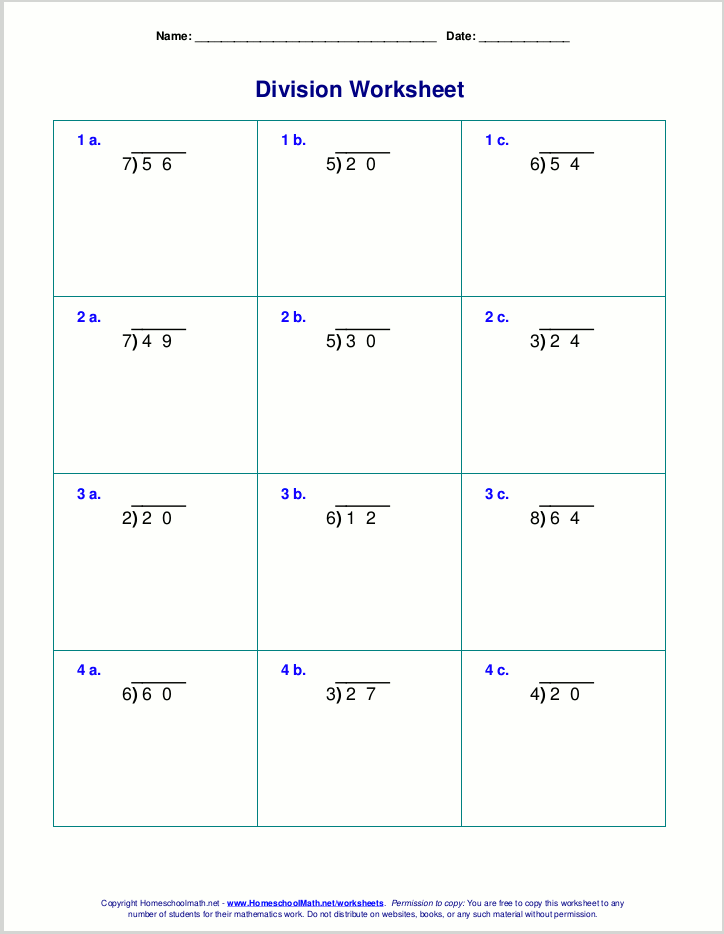 Name: ______________________________________ Date: ______________
Division Worksheet
1 a. 1 b. 1 c.
7)5 6 5)2 0 6)5 4
2 a. 2 b. 2 c.
7)4 9 5)3 0 3)2 4
3 a. 3 b. 3 c.
2)2 0 6)1 2 8)6 4
4 a. 4 b. 4 c.
6)6 0 3)2 7 4)2 0
Copyright Homeschoolmath.net - www.HomeschoolMath.net/worksheets. Permission to copy: You are free to copy this worksheet to any
number of students for their mathematics work. Do not distribute on websites, books, or any such material without permission.